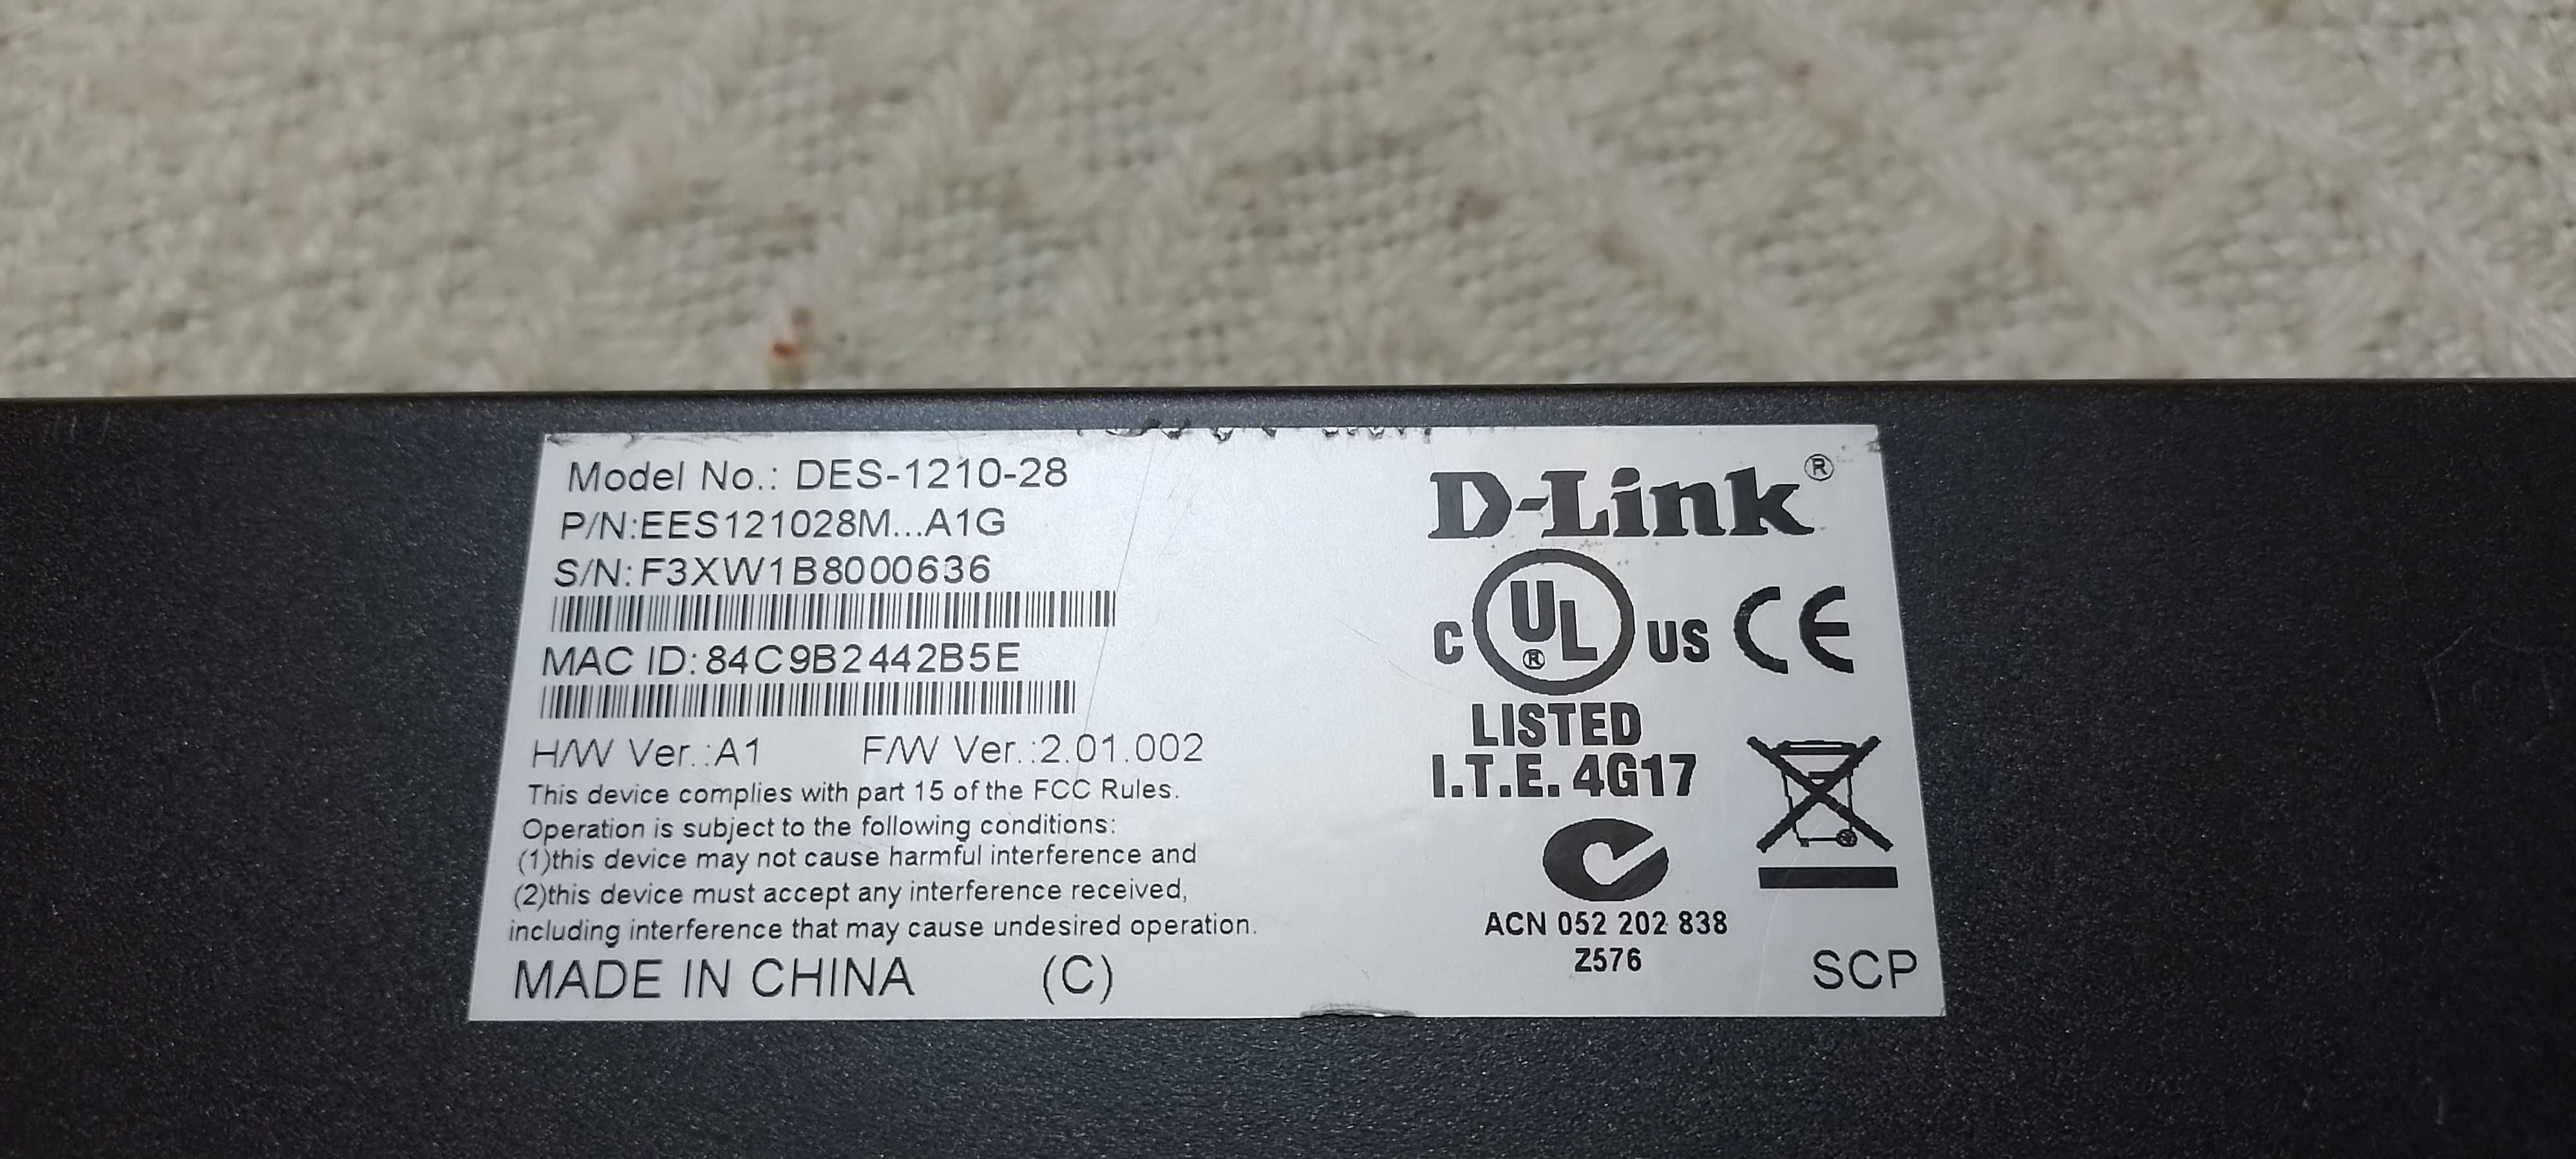 Model No.: DES-1210-28
P/N:EES121028M...A1G
S/N: F3XW1B8000636
MAC ID: 84C9B2442B5E
H/W Ver.:A1 F/W Ver.:2.01.002
This device complies with part 15 of the FCC Rules.
Operation is subject to the following conditions:
(1)this device may not cause harmful interference and
(2)this device must accept any interference received,
including interference that may cause undesired operation.
MADE IN CHINA (C)
D-Link®
C UL® US CE
LISTED
I.T.E. 4G17
ACN 052 202 838
Z576
SCP